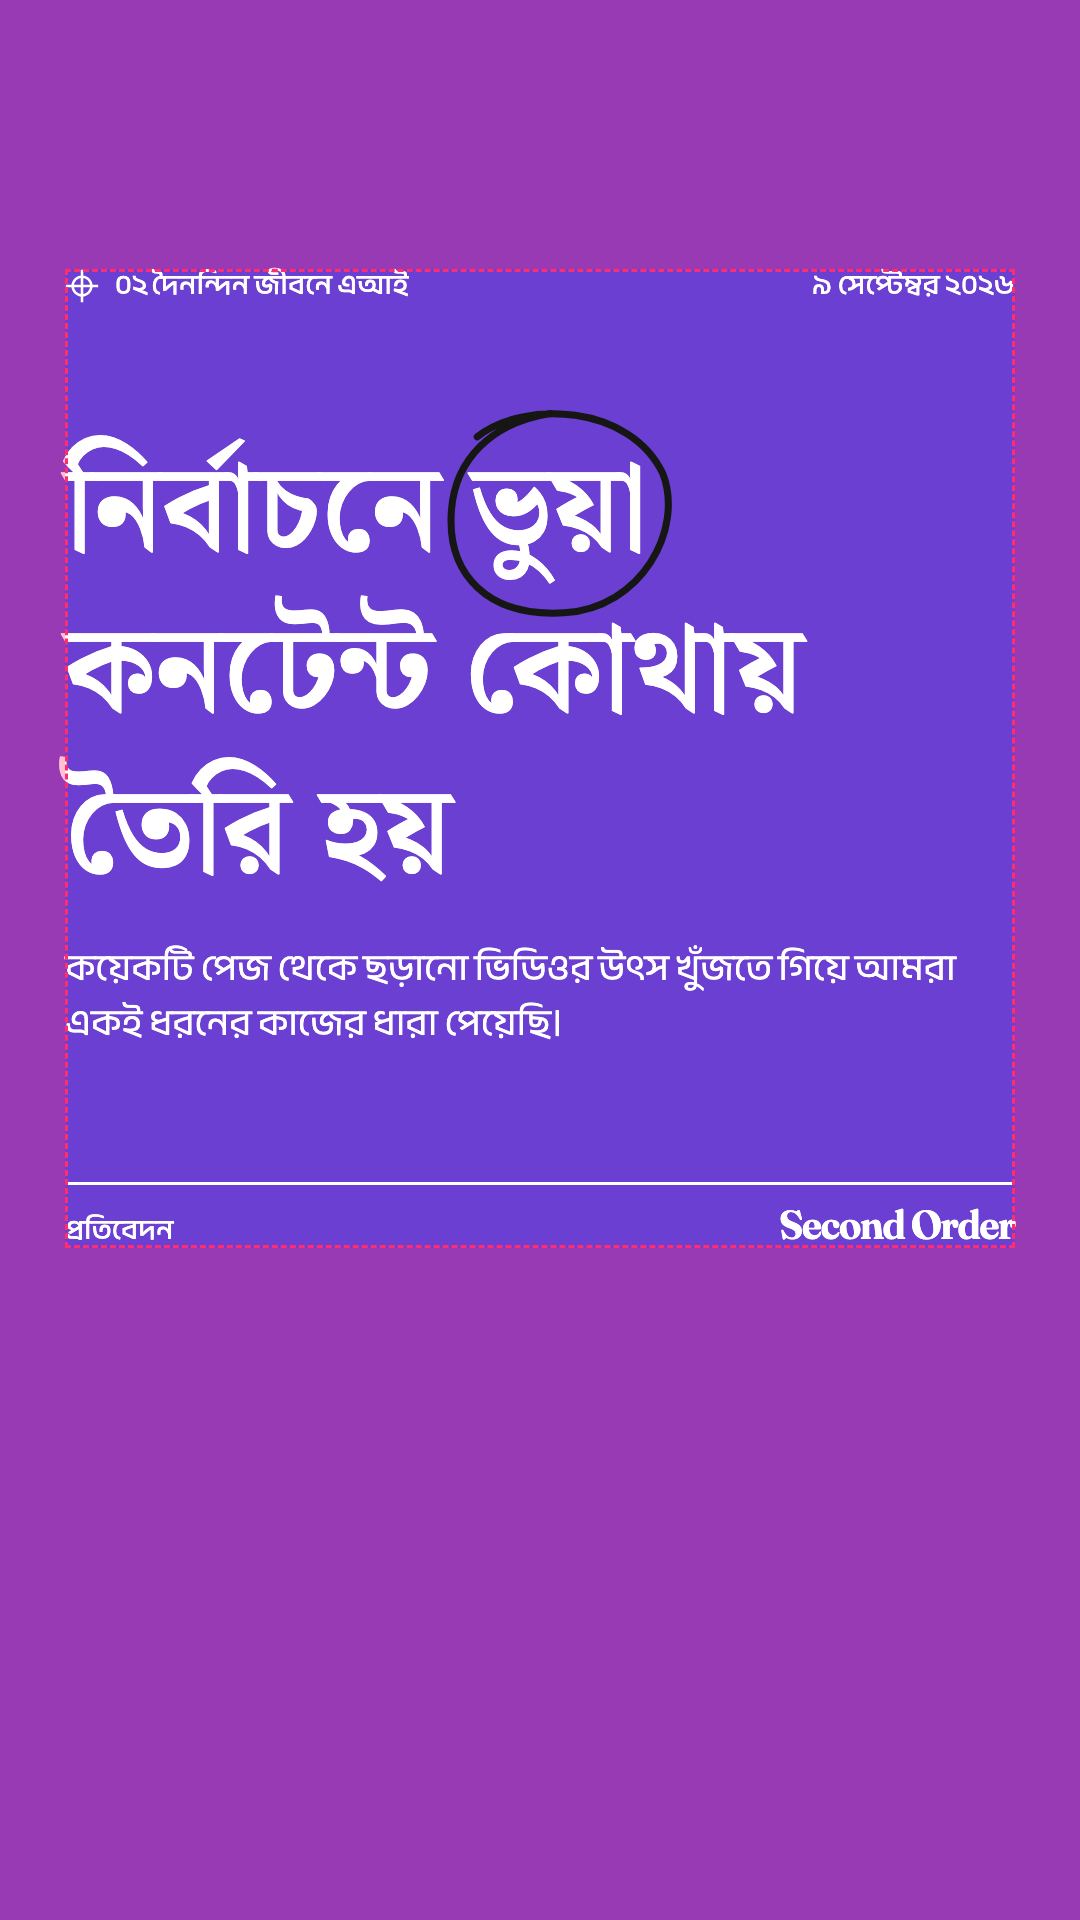 ০২ দৈনন্দিন জীবনে এআই
৯ সেপ্টেম্বর ২০২৬
নির্বাচনে ভুয়া
কনটেন্ট কোথায়
তৈরি হয়
কয়েকটি পেজ থেকে ছড়ানো ভিডিওর উৎস খুঁজতে গিয়ে আমরা
একই ধরনের কাজের ধারা পেয়েছি।
প্রতিবেদন
Second Order